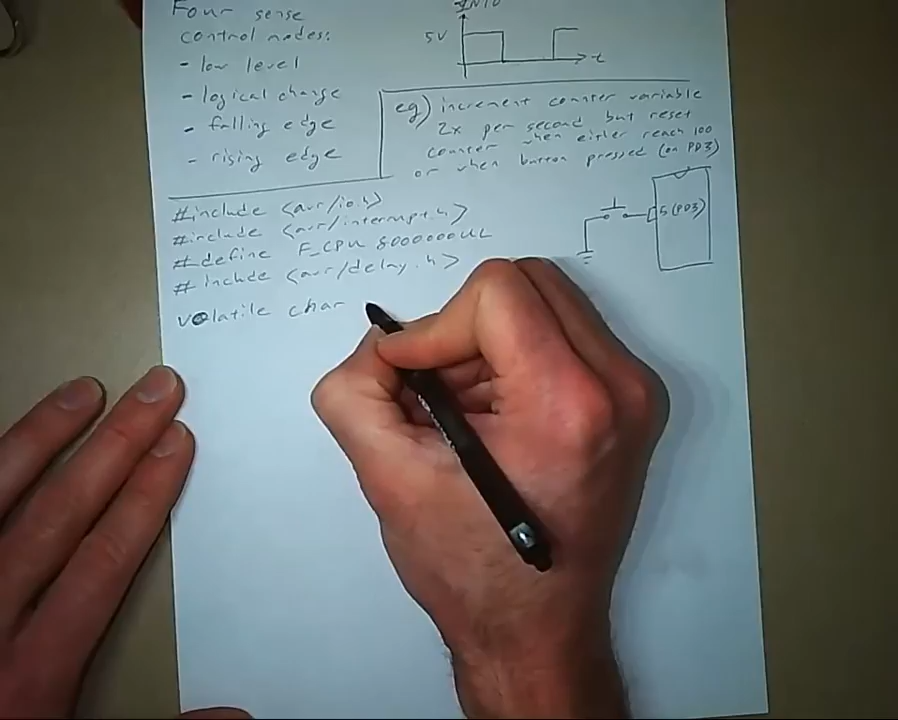 Four sense
control modes:
- low level
- logical change
- falling edge
- rising edge
INT0
5V
t
eg) increment counter variable
2x per second but reset
counter when either reach 100
or when button pressed (on PD3)
5(PD3)
#include <avr/io.h>
#include <avr/interrupt.h>
#define F_CPU 8000000UL
#include <avr/delay.h>
volatile char